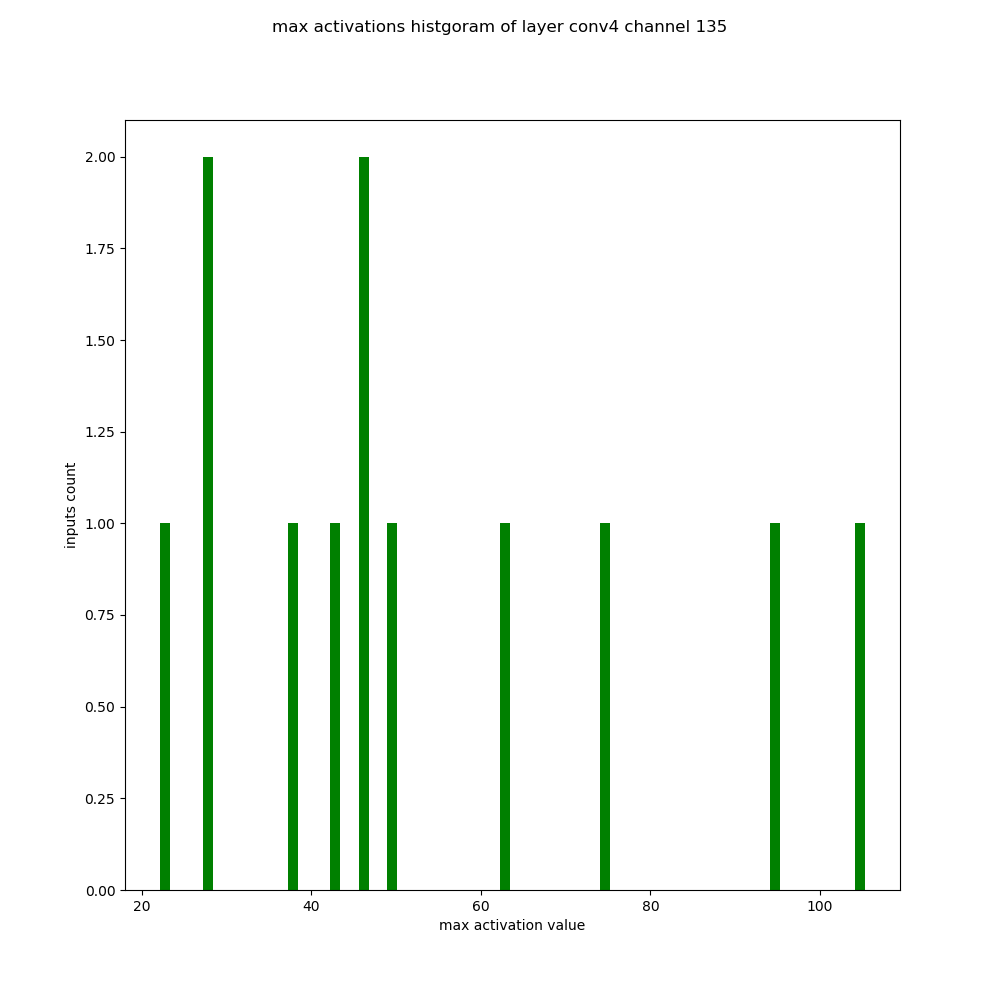 max activations histgoram of layer conv4 channel 135
2.00
1.75
1.50
1.25
1.00
0.75
0.50
0.25
0.00
inputs count
20 40 60 80 100
max activation value